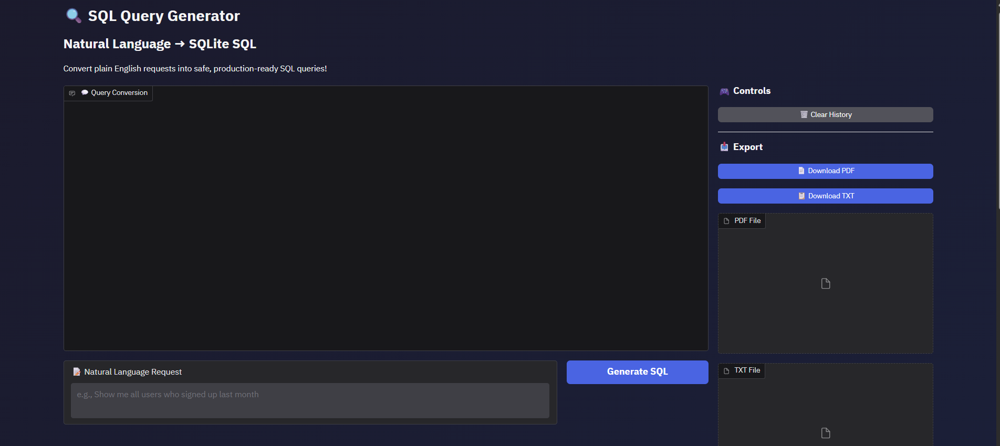 SQL Query Generator
Natural Language → SQLite SQL
Convert plain English requests into safe, production-ready SQL queries!
Query Conversion
Natural Language Request
e.g., Show me all users who signed up last month
Generate SQL
Controls
Clear History
Export
Download PDF
Download TXT
PDF File
TXT File